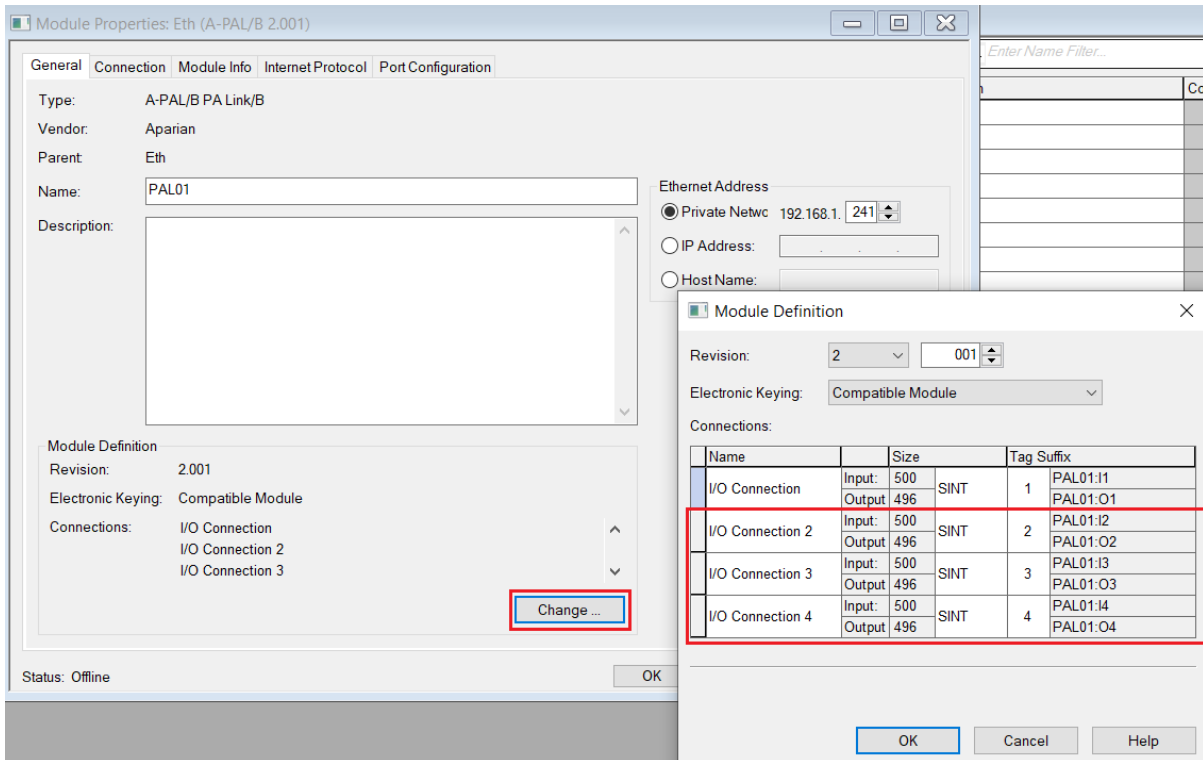 Module Properties: Eth (A-PAL/B 2.001)
Enter Name Filter...
General Connection Module Info Internet Protocol Port Configuration
Type: A-PAL/B PA Link/B
Vendor: Aparian
Parent: Eth
Name: PAL01
Description:
Ethernet Address
Private Netwc 192.168.1. 241
IP Address: . . .
Host Name:
Module Definition
Revision: 2.001
Electronic Keying: Compatible Module
Connections: I/O Connection
I/O Connection 2
I/O Connection 3
Change ...
Status: Offline
OK
Module Definition
Revision: 2 001
Electronic Keying: Compatible Module
Connections:
Name Size Tag Suffix
I/O Connection Input: 500 SINT 1 PAL01:I1
Output 496 PAL01:O1
I/O Connection 2 Input: 500 SINT 2 PAL01:I2
Output 496 PAL01:O2
I/O Connection 3 Input: 500 SINT 3 PAL01:I3
Output 496 PAL01:O3
I/O Connection 4 Input: 500 SINT 4 PAL01:I4
Output 496 PAL01:O4
OK Cancel Help